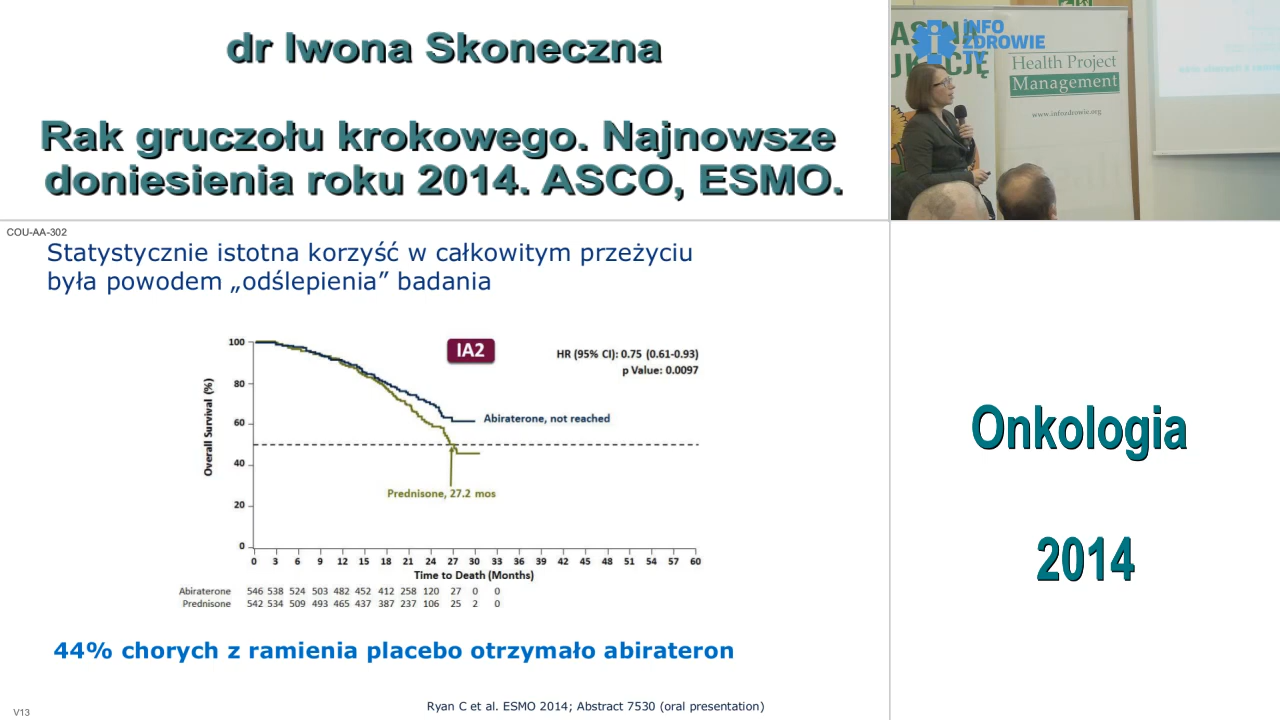 dr Iwona Skoneczna
Rak gruczołu krokowego. Najnowsze
doniesienia roku 2014. ASCO, ESMO.
INFO
ZDROWIE
TV
Health Project
Management
www.infozdrowie.org
COU-AA-302
Statystycznie istotna korzyść w całkowitym przeżyciu
była powodem „odślepienia” badania
IA2
HR (95% CI): 0.75 (0.61-0.93)
p Value: 0.0097
Overall Survival (%)
100
80
60
40
20
0
Abiraterone, not reached
Prednisone, 27.2 mos
0 3 6 9 12 15 18 21 24 27 30 33 36 39 42 45 48 51 54 57 60
Time to Death (Months)
Abiraterone 546 538 524 503 482 452 412 258 120 27 0 0
Prednisone 542 534 509 493 465 437 387 237 106 25 2 0
44% chorych z ramienia placebo otrzymało abirateron
Ryan C et al. ESMO 2014; Abstract 7530 (oral presentation)
V13
Onkologia
2014